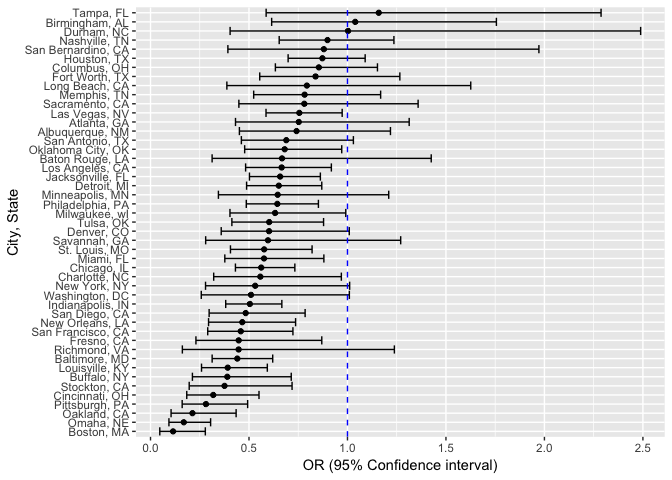 Tampa, FL
Birmingham, AL
Durham, NC
Nashville, TN
San Bernardino, CA
Houston, TX
Columbus, OH
Fort Worth, TX
Long Beach, CA
Memphis, TN
Sacramento, CA
Las Vegas, NV
Atlanta, GA
Albuquerque, NM
San Antonio, TX
Oklahoma City, OK
Baton Rouge, LA
Los Angeles, CA
Jacksonville, FL
Detroit, MI
Minneapolis, MN
Philadelphia, PA
Milwaukee, wI
Tulsa, OK
Denver, CO
Savannah, GA
St. Louis, MO
Miami, FL
Chicago, IL
Charlotte, NC
New York, NY
Washington, DC
Indianapolis, IN
San Diego, CA
New Orleans, LA
San Francisco, CA
Fresno, CA
Richmond, VA
Baltimore, MD
Louisville, KY
Buffalo, NY
Stockton, CA
Cincinnati, OH
Pittsburgh, PA
Oakland, CA
Omaha, NE
Boston, MA
City, State
0.0 0.5 1.0 1.5 2.0 2.5
OR (95% Confidence interval)